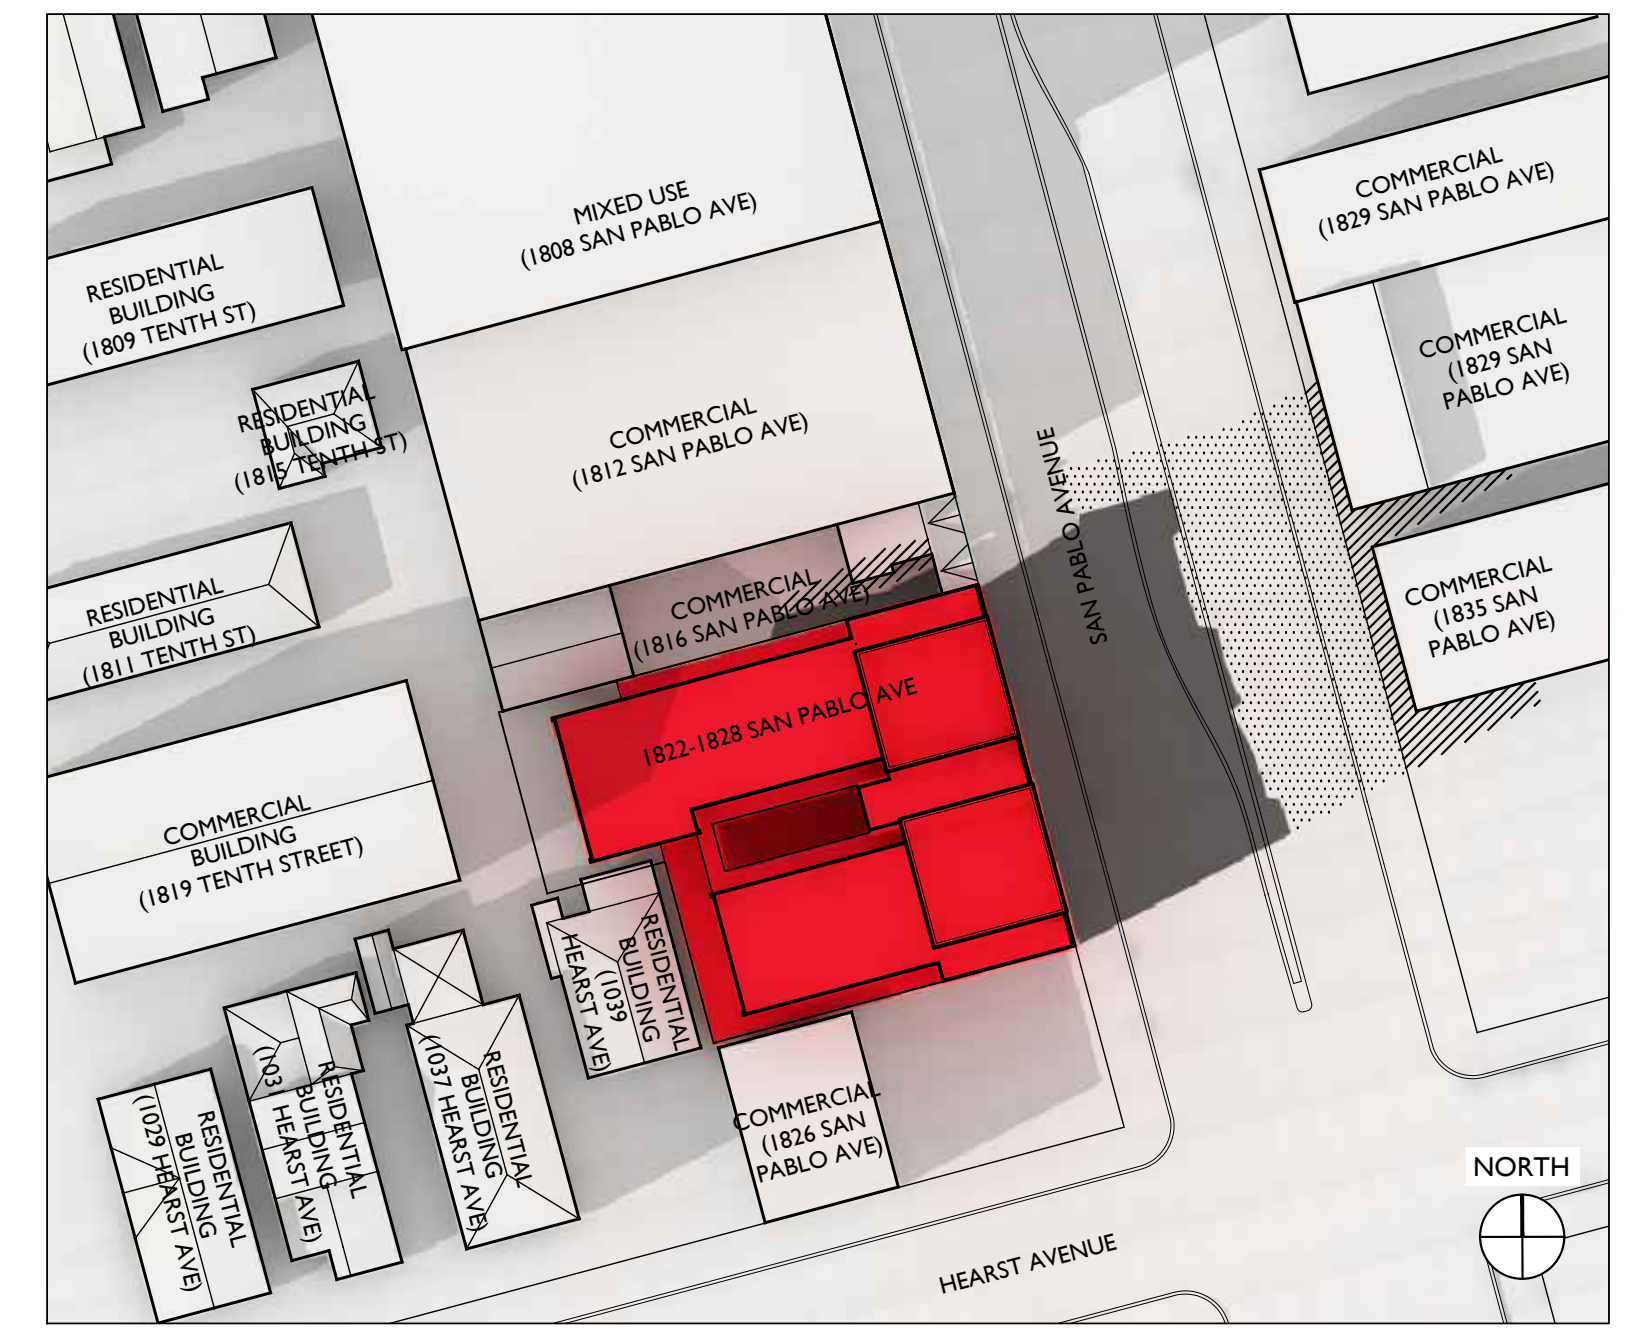 MIXED USE
(1808 SAN PABLO AVE)
COMMERCIAL
(1829 SAN PABLO AVE)
RESIDENTIAL
BUILDING
(1809 TENTH ST)
COMMERCIAL
(1829 SAN
PABLO AVE)
RESIDENTIAL
BUILDING
(1815 TENTH ST)
COMMERCIAL
(1812 SAN PABLO AVE)
SAN PABLO AVENUE
RESIDENTIAL
BUILDING
(1811 TENTH ST)
COMMERCIAL
(1816 SAN PABLO AVE)
COMMERCIAL
(1835 SAN
PABLO AVE)
1822-1828 SAN PABLO AVE
COMMERCIAL
BUILDING
(1819 TENTH STREET)
RESIDENTIAL
BUILDING
(1039
HEARST AVE)
RESIDENTIAL
BUILDING
(1029 HEARST AVE)
RESIDENTIAL
BUILDING
(1031
HEARST AVE)
RESIDENTIAL
BUILDING
(1037 HEARST AVE)
COMMERCIAL
(1826 SAN
PABLO AVE)
NORTH
HEARST AVENUE